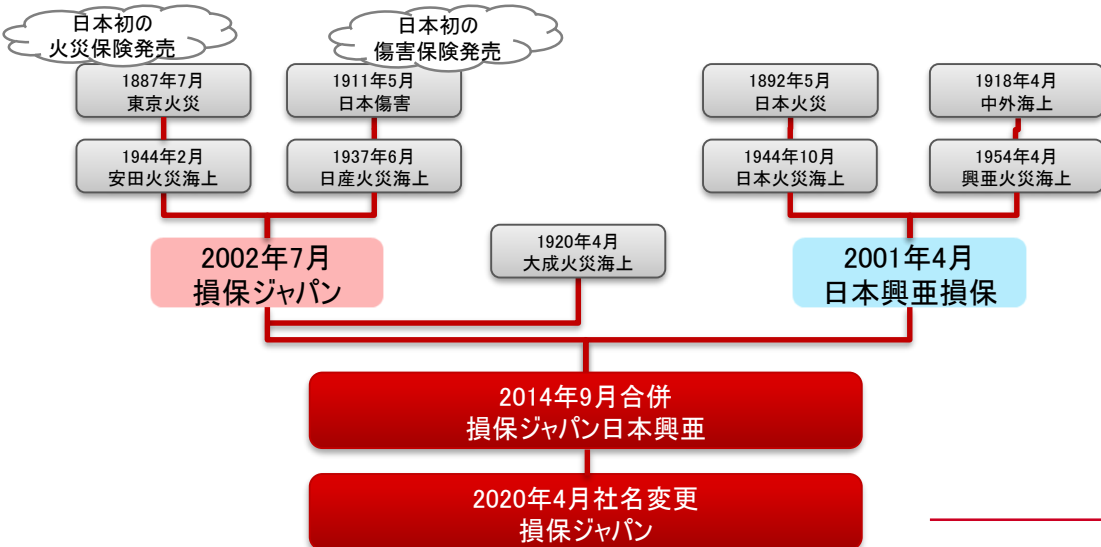 日本初の
火災保険発売
日本初の
傷害保険発売
1887年7月
東京火災
1911年5月
日本傷害
1892年5月
日本火災
1918年4月
中外海上
1944年2月
安田火災海上
1937年6月
日産火災海上
1944年10月
日本火災海上
1954年4月
興亜火災海上
2002年7月
損保ジャパン
1920年4月
大成火災海上
2001年4月
日本興亜損保
2014年9月合併
損保ジャパン日本興亜
2020年4月社名変更
損保ジャパン